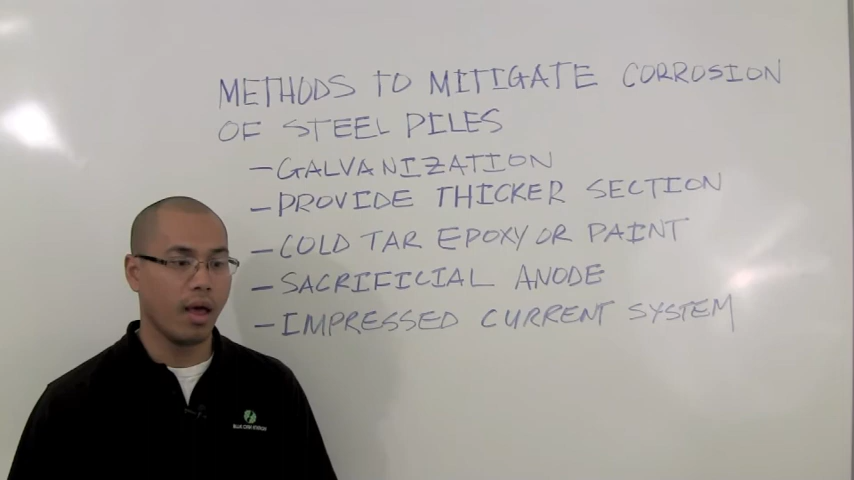 METHODS TO MITIGATE CORROSION
OF STEEL PILES
- GALVANIZATION
- PROVIDE THICKER SECTION
- COLD TAR EPOXY OR PAINT
- SACRIFICIAL ANODE
- IMPRESSED CURRENT SYSTEM